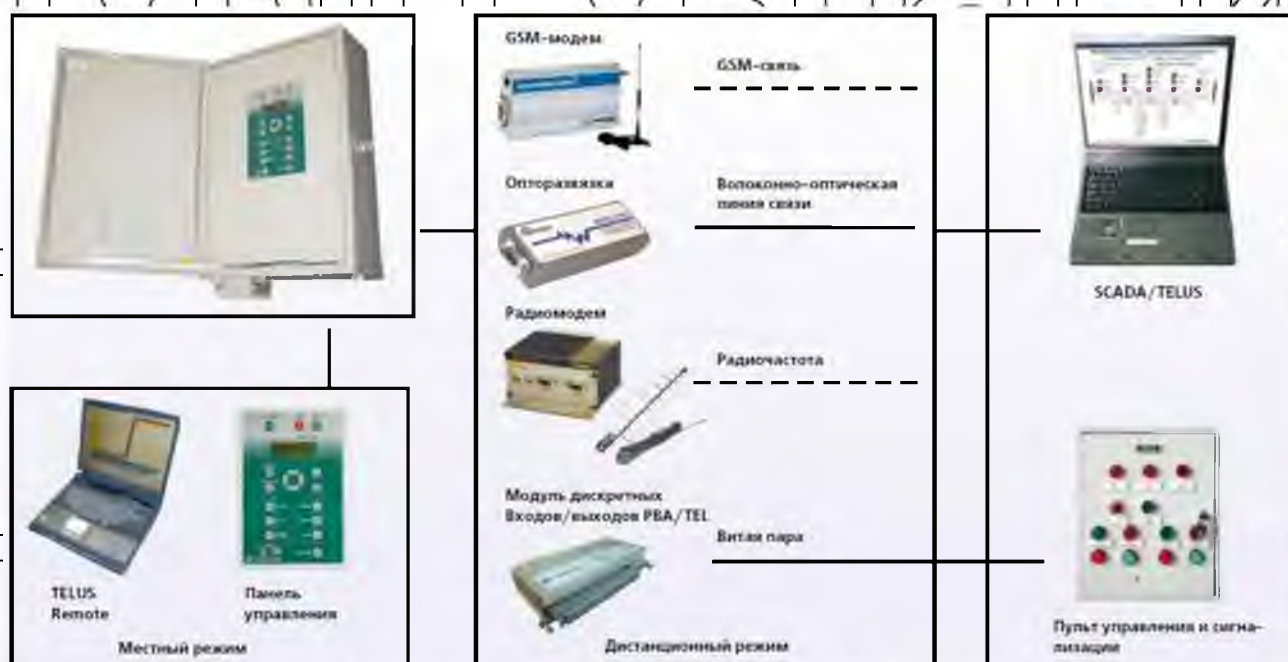 GSM-модем
GSM-связь
Опторазвязка
Волоконно-оптическая
линия связи
Радиомодем
Радиочастота
Модуль дискретных
Входов/выходов РВА/TEL
Витая пара
Дистанционный режим
TELUS
Remote
Панель
управления
Местный режим
SCADA/TELUS
Пульт управления и сигна-
лизации